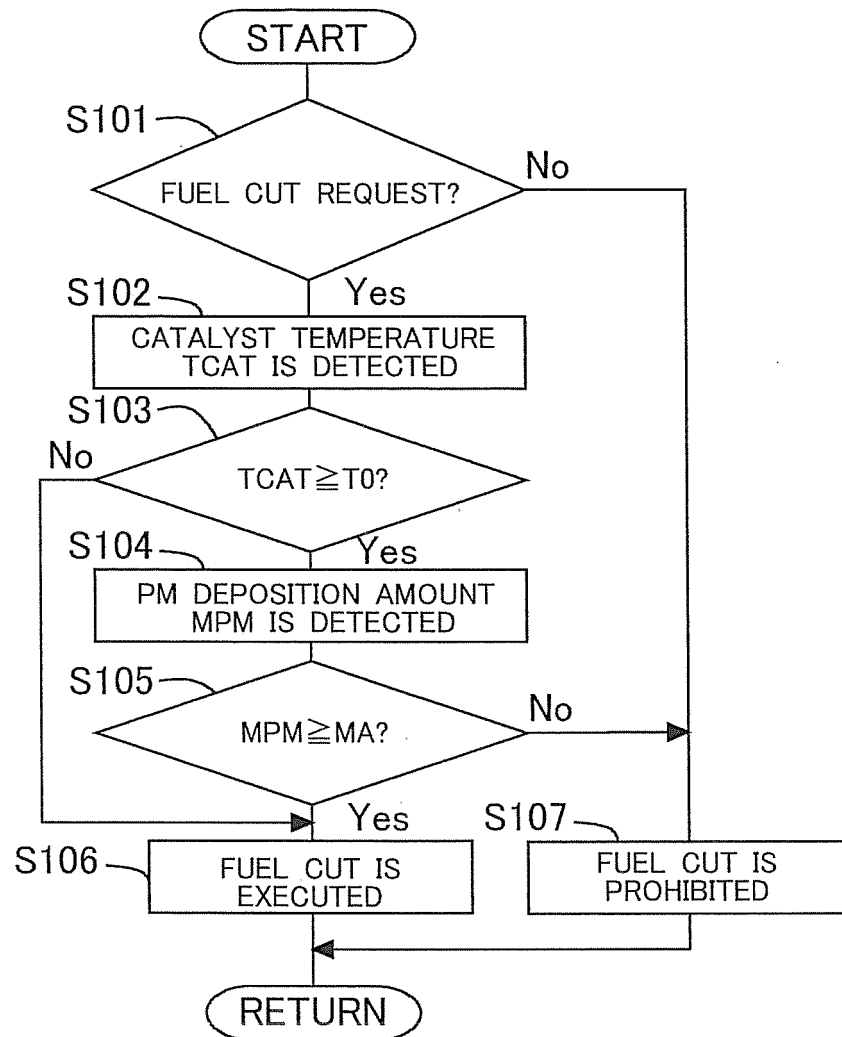 START
S101
FUEL CUT REQUEST?
No
Yes
S102
CATALYST TEMPERATURE
TCAT IS DETECTED
S103
No
TCAT≧T0?
Yes
S104
PM DEPOSITION AMOUNT
MPM IS DETECTED
S105
MPM≧MA?
No
Yes
S106
FUEL CUT IS
EXECUTED
S107
FUEL CUT IS
PROHIBITED
RETURN